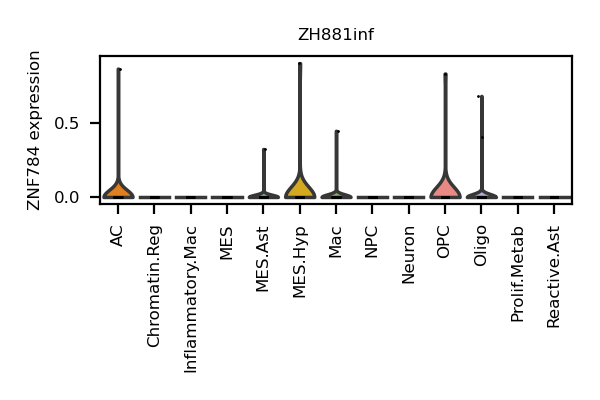 ZH881inf
ZNF784 expression
0.5
0.0
AC
Chromatin.Reg
Inflammatory.Mac
MES
MES.Ast
MES.Hyp
Mac
NPC
Neuron
OPC
Oligo
Prolif.Metab
Reactive.Ast